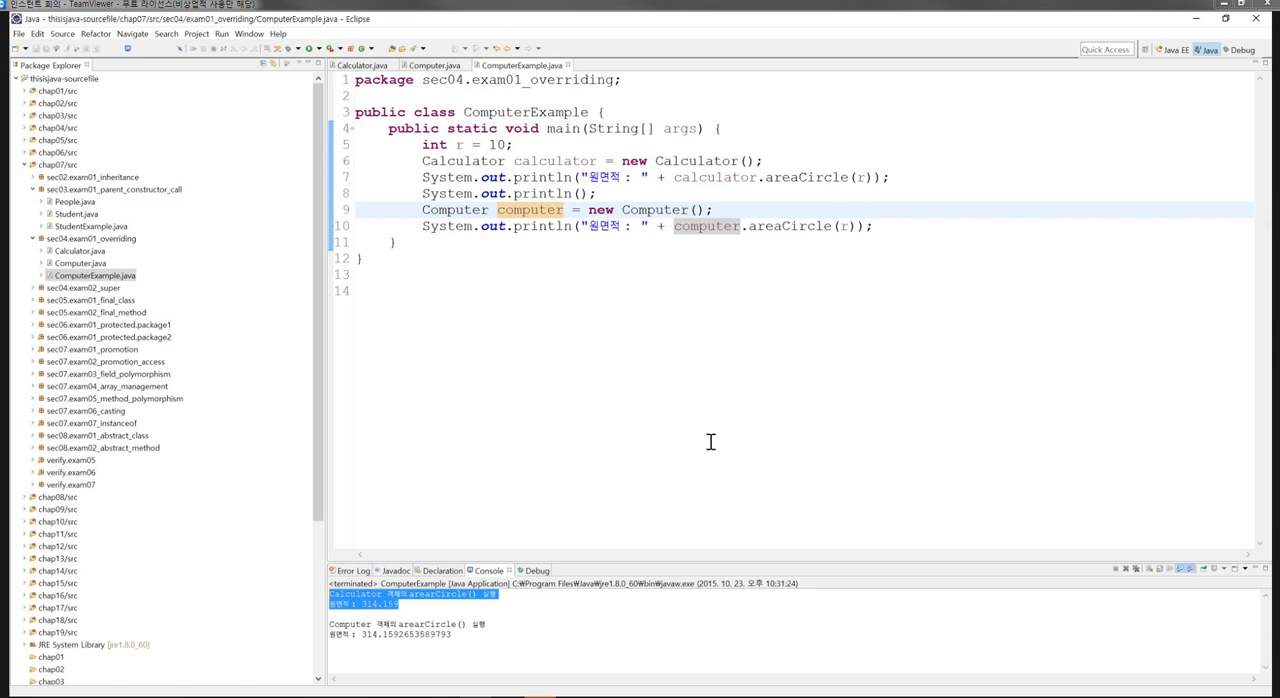 인스턴트 회의 - TeamViewer - 무료 라이선스(비상업적 사용만 해당)
Java - thisisjava-sourcefile/chap07/src/sec04/exam01_overriding/ComputerExample.java - Eclipse
File Edit Source Refactor Navigate Search Project Run Window Help
Quick Access Java EE Java Debug
Package Explorer
thisisjava-sourcefile
chap01/src
chap02/src
chap03/src
chap04/src
chap05/src
chap06/src
chap07/src
sec02.exam01_inheritance
sec03.exam01_parent_constructor_call
People.java
Student.java
StudentExample.java
sec04.exam01_overriding
Calculator.java
Computer.java
ComputerExample.java
sec04.exam02_super
sec05.exam01_final_class
sec05.exam02_final_method
sec06.exam01_protected.package1
sec06.exam01_protected.package2
sec07.exam01_promotion
sec07.exam02_promotion_access
sec07.exam03_field_polymorphism
sec07.exam04_array_management
sec07.exam05_method_polymorphism
sec07.exam06_casting
sec07.exam07_instanceof
sec08.exam01_abstract_class
sec08.exam02_abstract_method
verify.exam05
verify.exam06
verify.exam07
chap08/src
chap09/src
chap10/src
chap11/src
chap12/src
chap13/src
chap14/src
chap15/src
chap16/src
chap17/src
chap18/src
chap19/src
JRE System Library [jre1.8.0_60]
chap01
chap02
chap03
Calculator.java Computer.java ComputerExample.java
1 package sec04.exam01_overriding;
2
3 public class ComputerExample {
4 public static void main(String[] args) {
5 int r = 10;
6 Calculator calculator = new Calculator();
7 System.out.println("원면적 : " + calculator.areaCircle(r));
8 System.out.println();
9 Computer computer = new Computer();
10 System.out.println("원면적 : " + computer.areaCircle(r));
11 }
12 }
13
14
Error Log Javadoc Declaration Console Debug
<terminated> ComputerExample [Java Application] C:₩Program Files₩Java₩jre1.8.0_60₩bin₩javaw.exe (2015. 10. 23. 오후 10:31:24)
Calculator 객체의 arearCircle() 실행
원면적 : 314.159
Computer 객체의 arearCircle() 실행
원면적 : 314.1592653589793